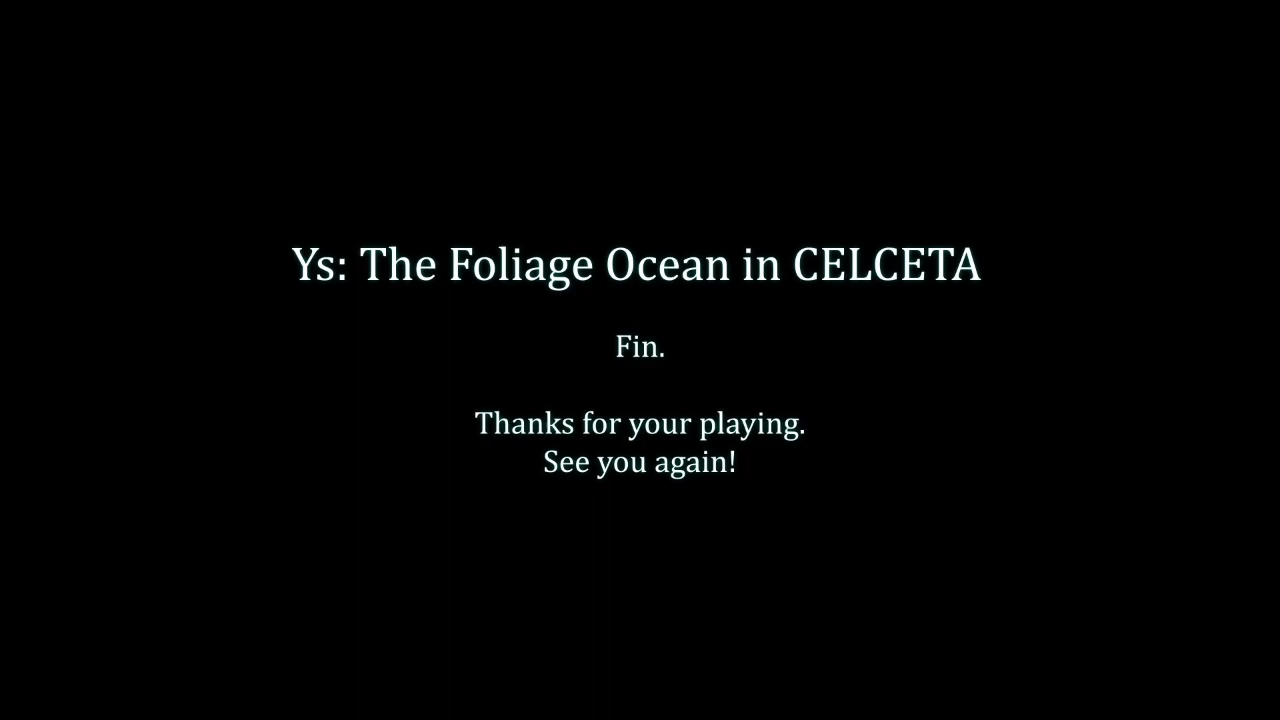 Ys: The Foliage Ocean in CELCETA
Fin.
Thanks for your playing.
See you again!